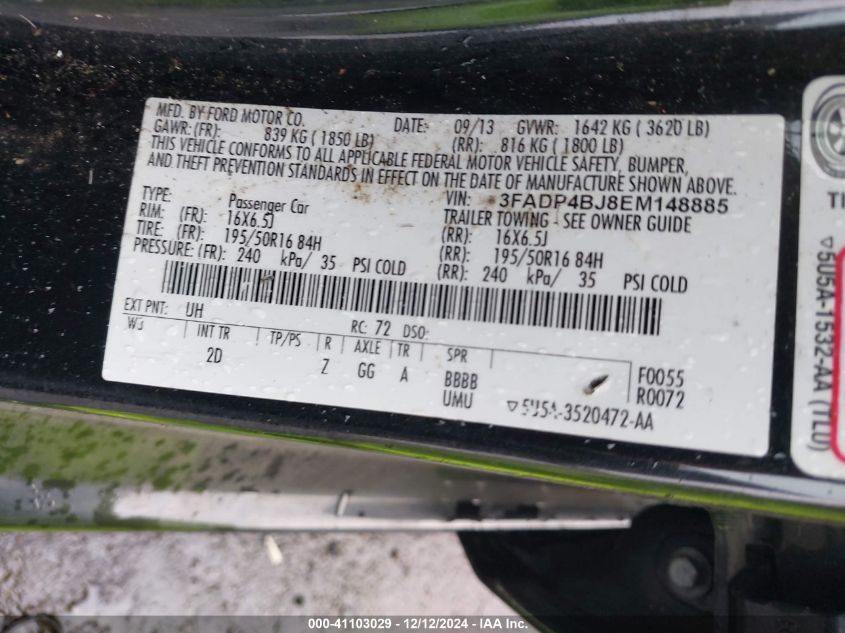 MFD. BY FORD MOTOR CO.
DATE: 09/13 GVWR: 1642 KG ( 3620 LB)
GAWR: (FR): 839 KG ( 1850 LB) (RR): 816 KG ( 1800 LB)
THIS VEHICLE CONFORMS TO ALL APPLICABLE FEDERAL MOTOR VEHICLE SAFETY, BUMPER,
AND THEFT PREVENTION STANDARDS IN EFFECT ON THE DATE OF MANUFACTURE SHOWN ABOVE.
VIN: 3FADP4BJ8EM148885
TYPE: Passenger Car TRAILER TOWING - SEE OWNER GUIDE
RIM: (FR): 16X6.5J (RR): 16X6.5J
TIRE: (FR): 195/50R16 84H (RR): 195/50R16 84H
PRESSURE: (FR): 240 kPa/ 35 PSI COLD (RR): 240 kPa/ 35 PSI COLD
EXT PNT: UH RC: 72 DSO:
WB INT TR TP/PS R AXLE TR SPR
2D Z GG A BBBB F0055
UMU R0072
▽5U5A-3520472-AA
▽5U5A-1532-AA (TLU)
000-41103029 - 12/12/2024 - IAA Inc.